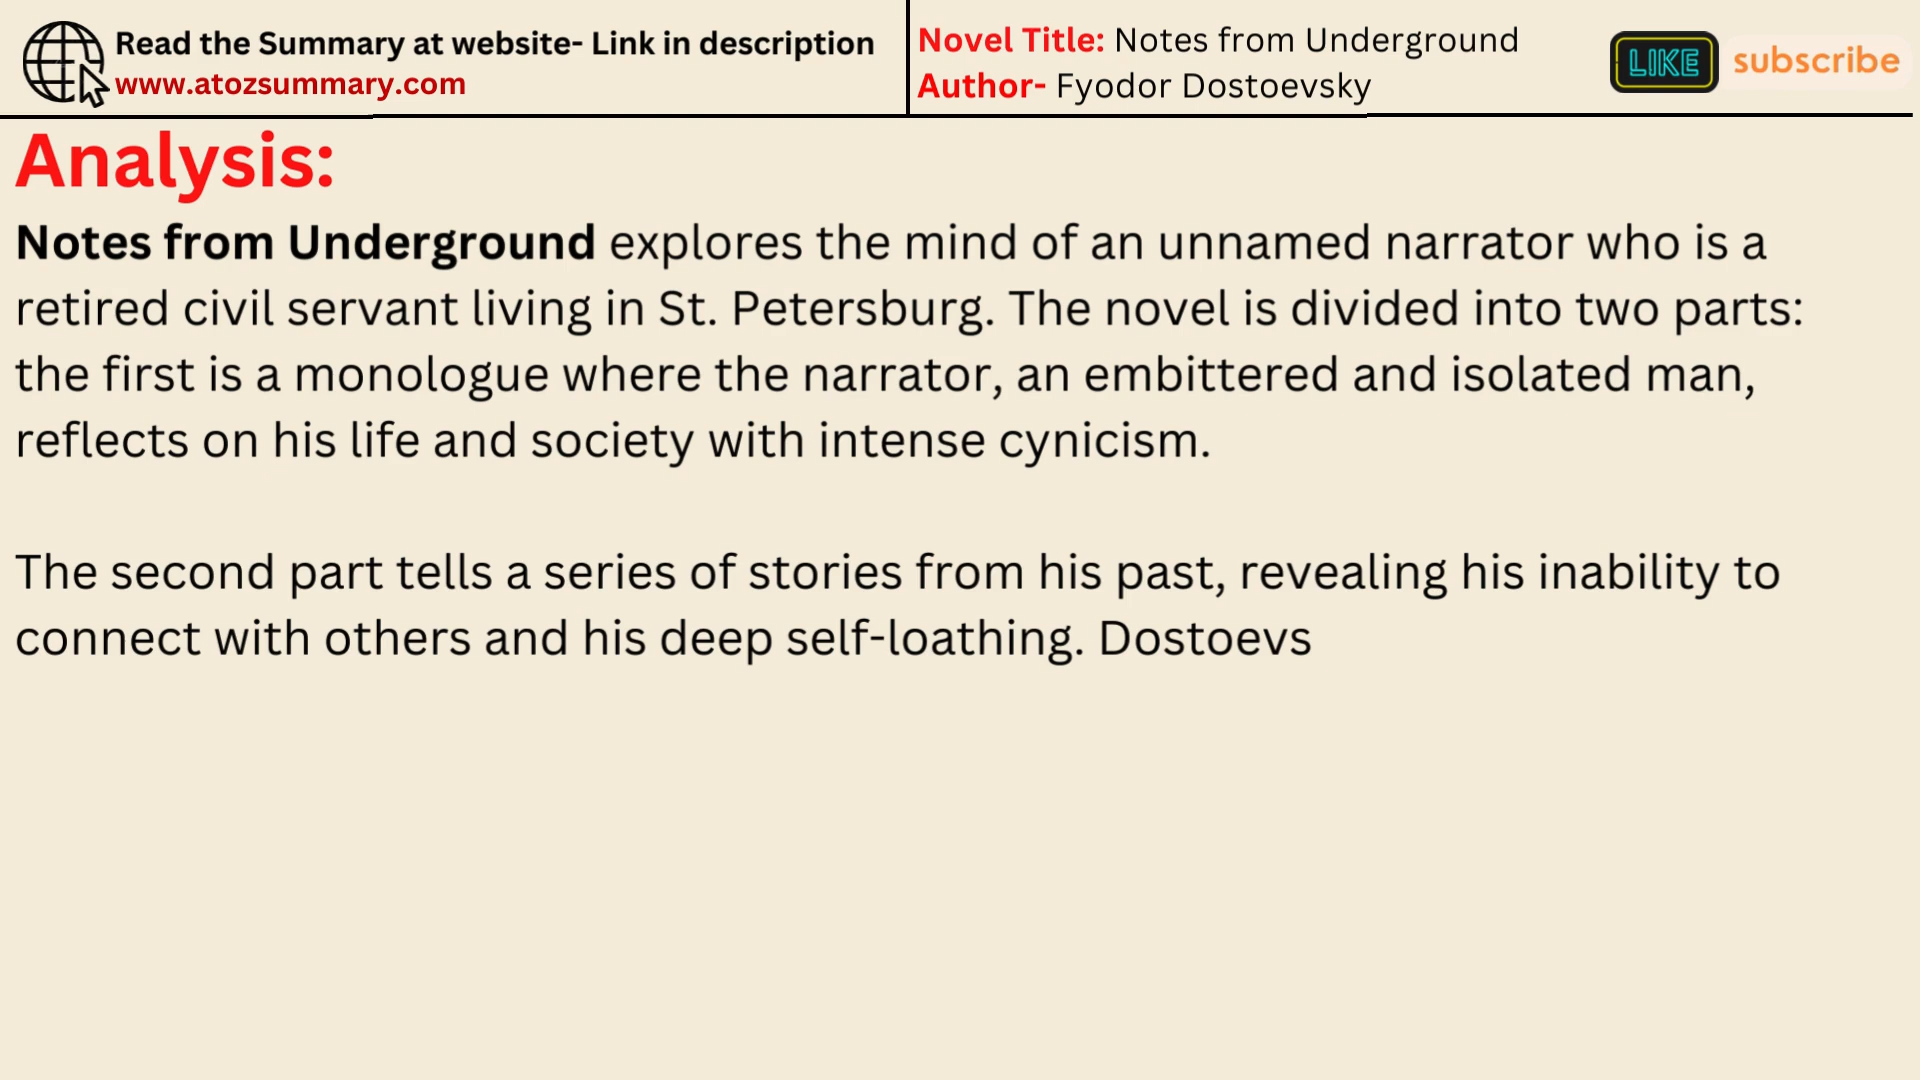 Read the Summary at website- Link in description
www.atozsummary.com
Novel Title: Notes from Underground
Author- Fyodor Dostoevsky
LIKE
subscribe
Analysis:
Notes from Underground explores the mind of an unnamed narrator who is a
retired civil servant living in St. Petersburg. The novel is divided into two parts:
the first is a monologue where the narrator, an embittered and isolated man,
reflects on his life and society with intense cynicism.
The second part tells a series of stories from his past, revealing his inability to
connect with others and his deep self-loathing. Dostoevs